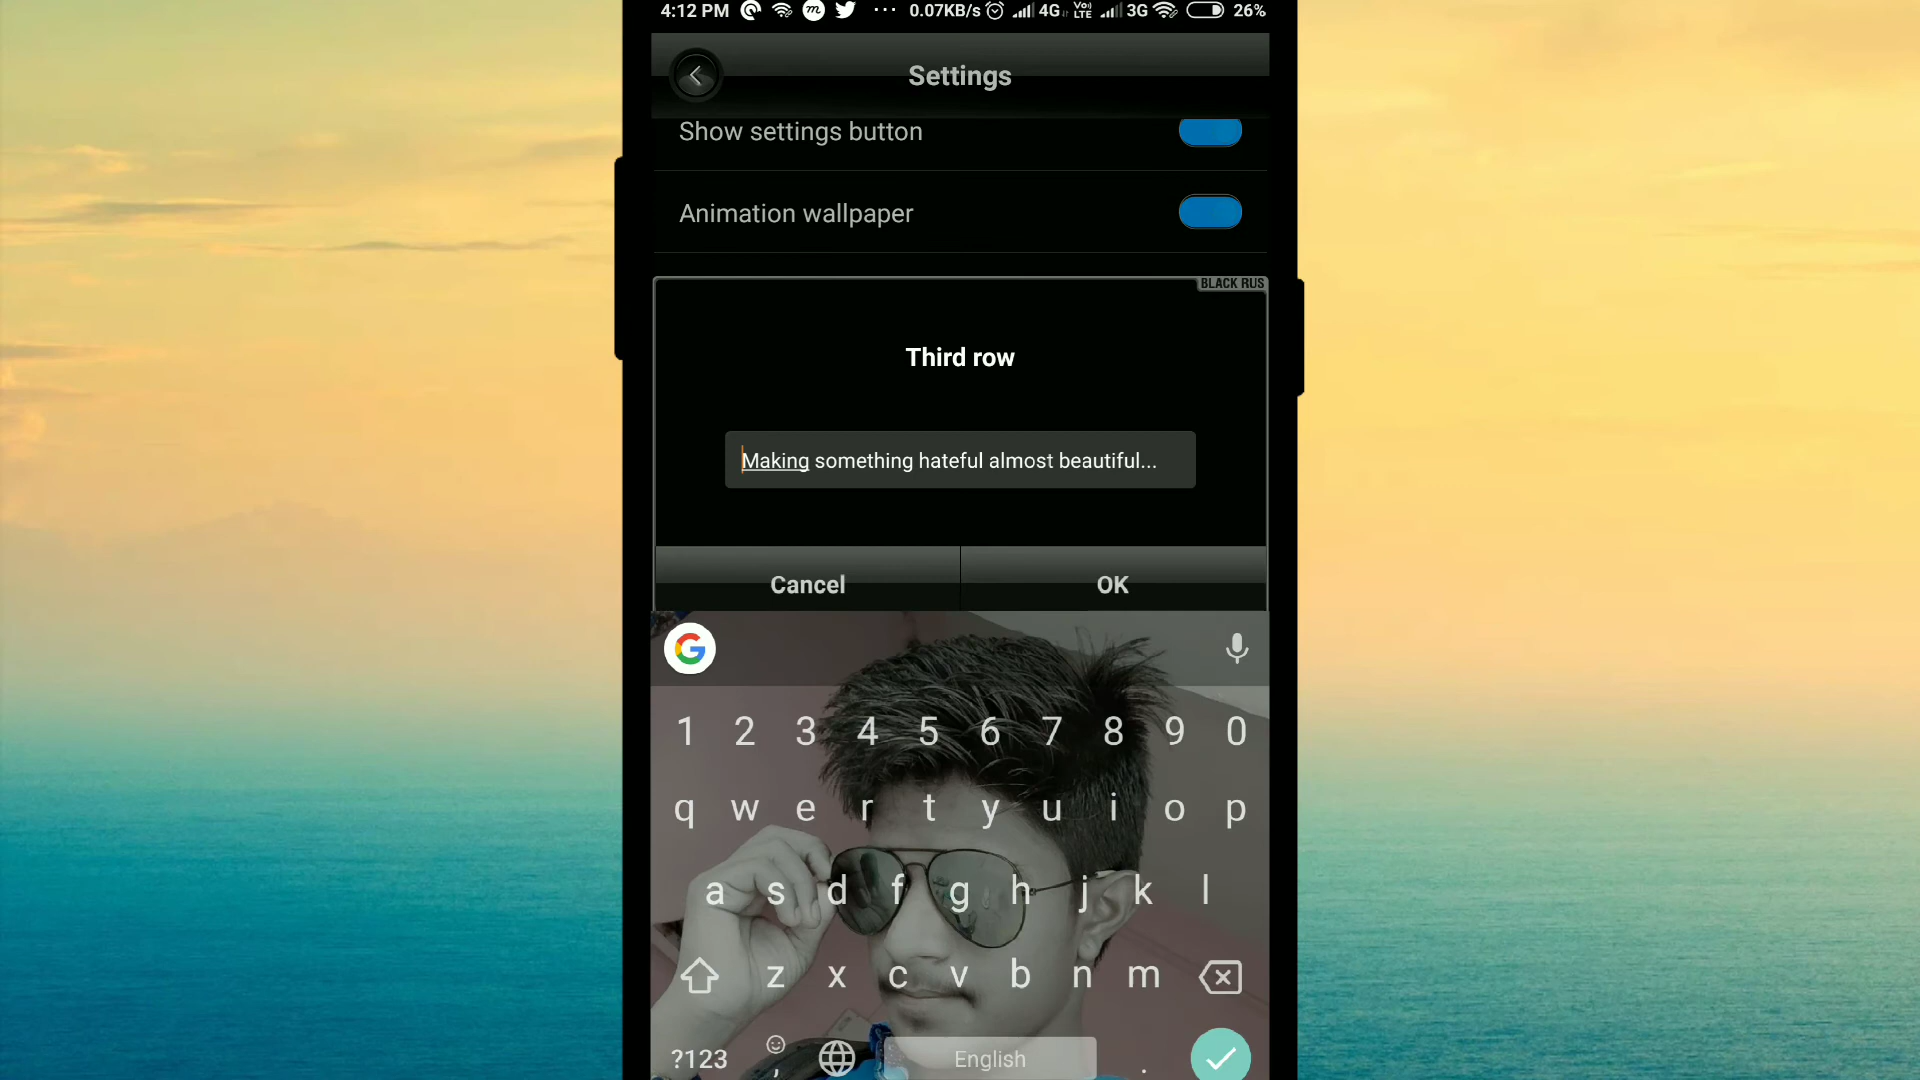 4:12 PM m ... 0.07KB/s 4G Vo) LTE 3G 26%
Settings
Show settings button
Animation wallpaper
BLACK RUS
Third row
Making something hateful almost beautiful...
Cancel OK
G
1 2 3 4 5 6 7 8 9 0
q w e r t y u i o p
a s d f g h j k l
z x c v b n m
?123 , English .